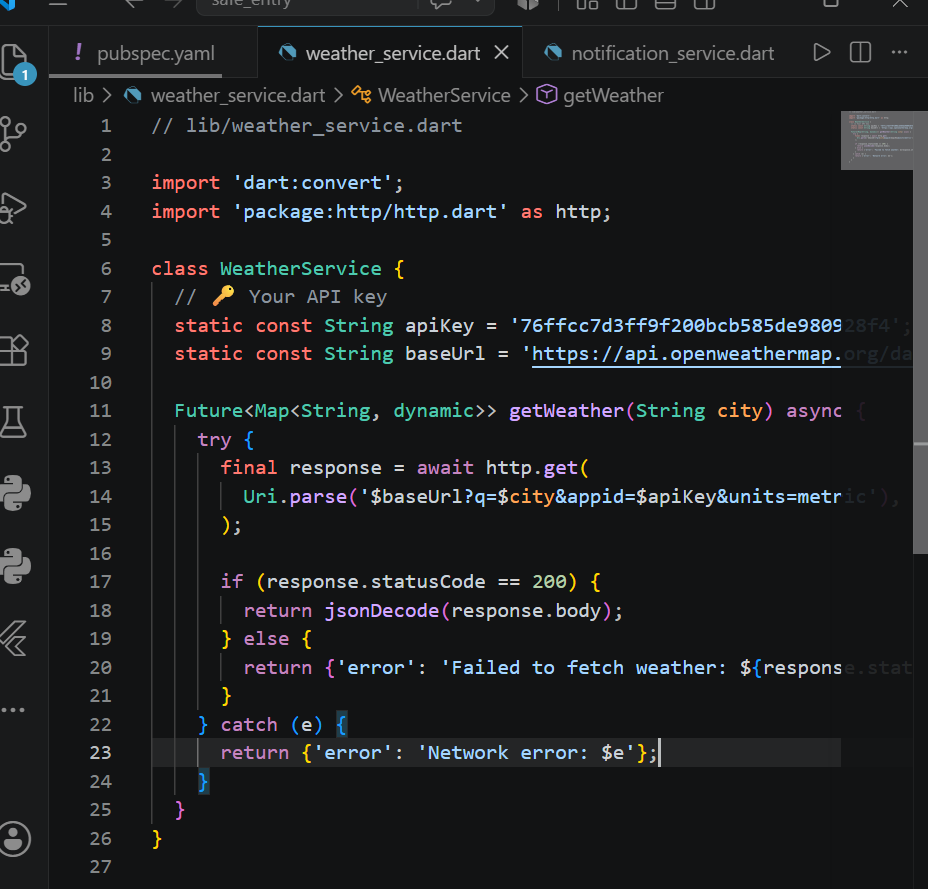 safe_entry
1
! pubspec.yaml
weather_service.dart
notification_service.dart
lib > weather_service.dart > WeatherService > getWeather
1 // lib/weather_service.dart
2
3 import 'dart:convert';
4 import 'package:http/http.dart' as http;
5
6 class WeatherService {
7 // 🔑 Your API key
8 static const String apiKey = '76ffcc7d3ff9f200bcb585de980928f4';
9 static const String baseUrl = 'https://api.openweathermap.org/da
10
11 Future<Map<String, dynamic>> getWeather(String city) async {
12 try {
13 final response = await http.get(
14 Uri.parse('$baseUrl?q=$city&appid=$apiKey&units=metric'),
15 );
16
17 if (response.statusCode == 200) {
18 return jsonDecode(response.body);
19 } else {
20 return {'error': 'Failed to fetch weather: ${response.stat
21 }
22 } catch (e) {
23 return {'error': 'Network error: $e'};
24 }
25 }
26 }
27